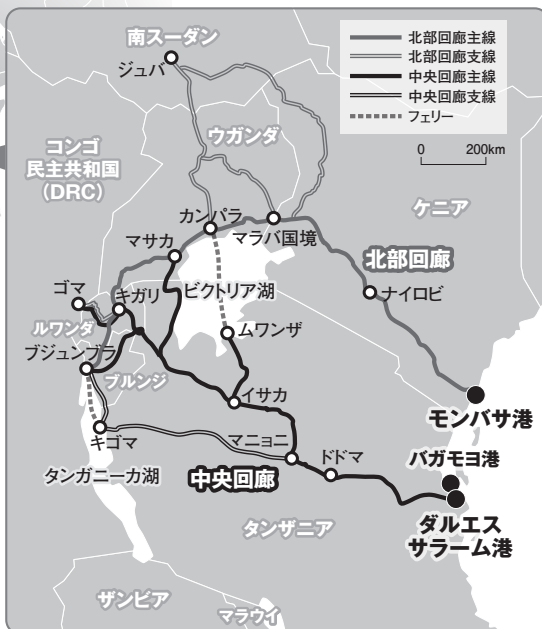 南スーダン
ジュバ
北部回廊主線
北部回廊支線
中央回廊主線
中央回廊支線
フェリー
0 200km
ウガンダ
コンゴ
民主共和国
(DRC)
ケニア
カンパラ
マラバ国境
マサカ
北部回廊
ゴマ
キガリ
ビクトリア湖
ナイロビ
ルワンダ
ムワンザ
ブジュンブラ
ブルンジ
イサカ
モンバサ港
キゴマ
マニョニ
バガモヨ港
タンガニーカ湖
中央回廊
ドドマ
ダルエス
サラーム港
タンザニア
ザンビア
マラウイ